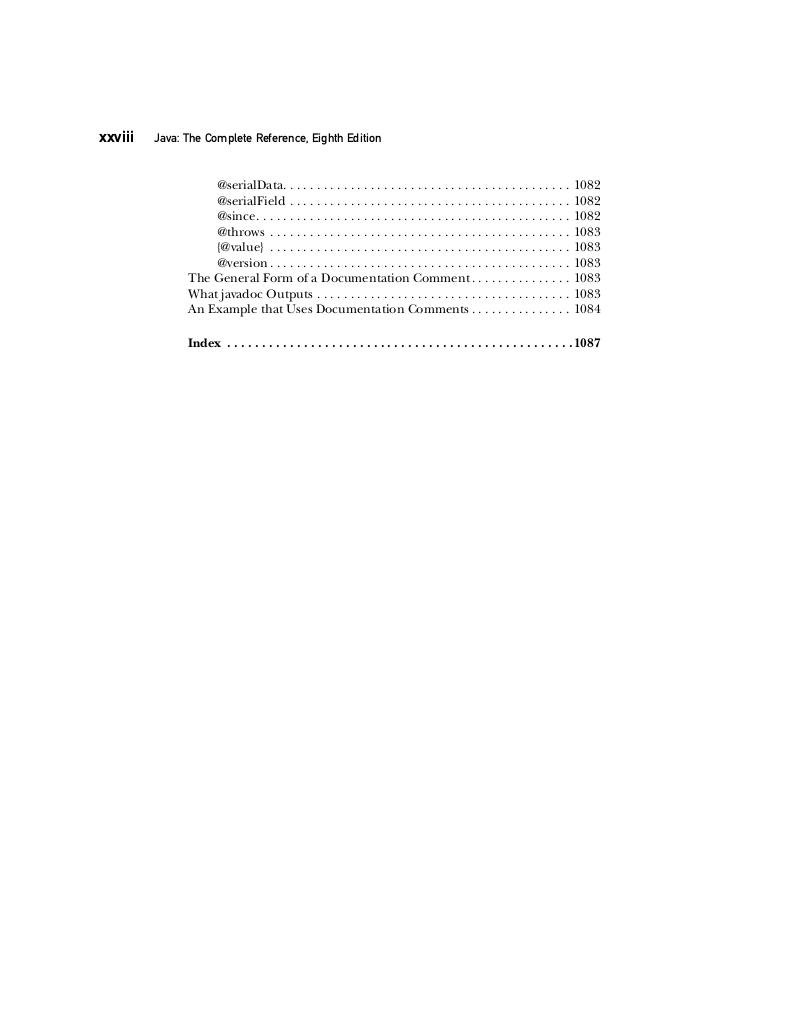 xxviii Java: The Complete Reference, Eighth Edition
@serialData. . . . . . . . . . . . . . . . . . . . . . . . . . . . . . . . . . . . . . . . . . . 1082
@serialField . . . . . . . . . . . . . . . . . . . . . . . . . . . . . . . . . . . . . . . . . . 1082
@since. . . . . . . . . . . . . . . . . . . . . . . . . . . . . . . . . . . . . . . . . . . . . . . 1082
@throws . . . . . . . . . . . . . . . . . . . . . . . . . . . . . . . . . . . . . . . . . . . . . 1083
{@value} . . . . . . . . . . . . . . . . . . . . . . . . . . . . . . . . . . . . . . . . . . . . . 1083
@version . . . . . . . . . . . . . . . . . . . . . . . . . . . . . . . . . . . . . . . . . . . . . 1083
The General Form of a Documentation Comment . . . . . . . . . . . . . . . 1083
What javadoc Outputs . . . . . . . . . . . . . . . . . . . . . . . . . . . . . . . . . . . . . . 1083
An Example that Uses Documentation Comments . . . . . . . . . . . . . . . 1084
Index . . . . . . . . . . . . . . . . . . . . . . . . . . . . . . . . . . . . . . . . . . . . . . . . . . 1087